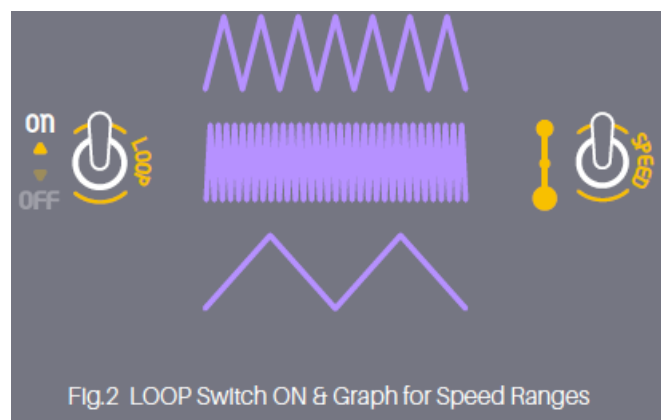 ON
LOOP
OFF
SPEED
Fig.2 LOOP Switch ON & Graph for Speed Ranges